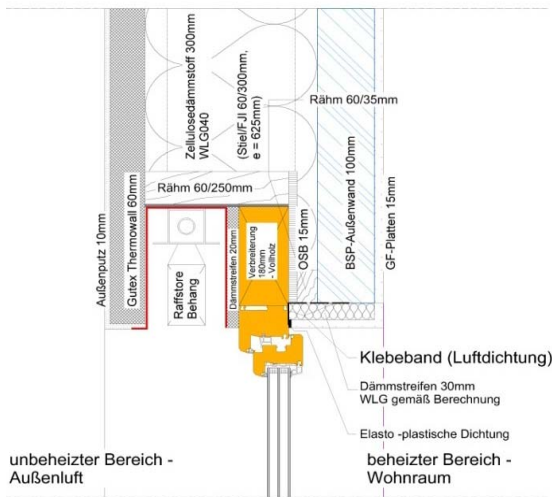 Außenputz 10mm
Gutex Thermowall 60mm
Zellulosedämmstoff 300mm
WLG040
(Stiel/FJI 60/300mm,
e = 625mm)
Rähm 60/35mm
Rähm 60/250mm
Raffstore
Behang
Dämmstreifen 20mm
Verbreiterung
180mm
- Vollholz
OSB 15mm
BSP-Außenwand 100mm
GF-Platten 15mm
Klebeband (Luftdichtung)
Dämmstreifen 30mm
WLG gemäß Berechnung
Elasto -plastische Dichtung
unbeheizter Bereich -
Außenluft
beheizter Bereich -
Wohnraum